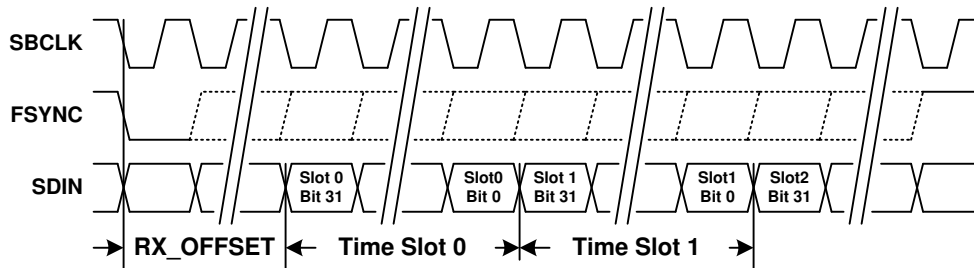 SBCLK
FSYNC
SDIN
Slot 0
Bit 31
Slot0
Bit 0
Slot 1
Bit 31
Slot1
Bit 0
Slot2
Bit 31
RX_OFFSET
Time Slot 0
Time Slot 1